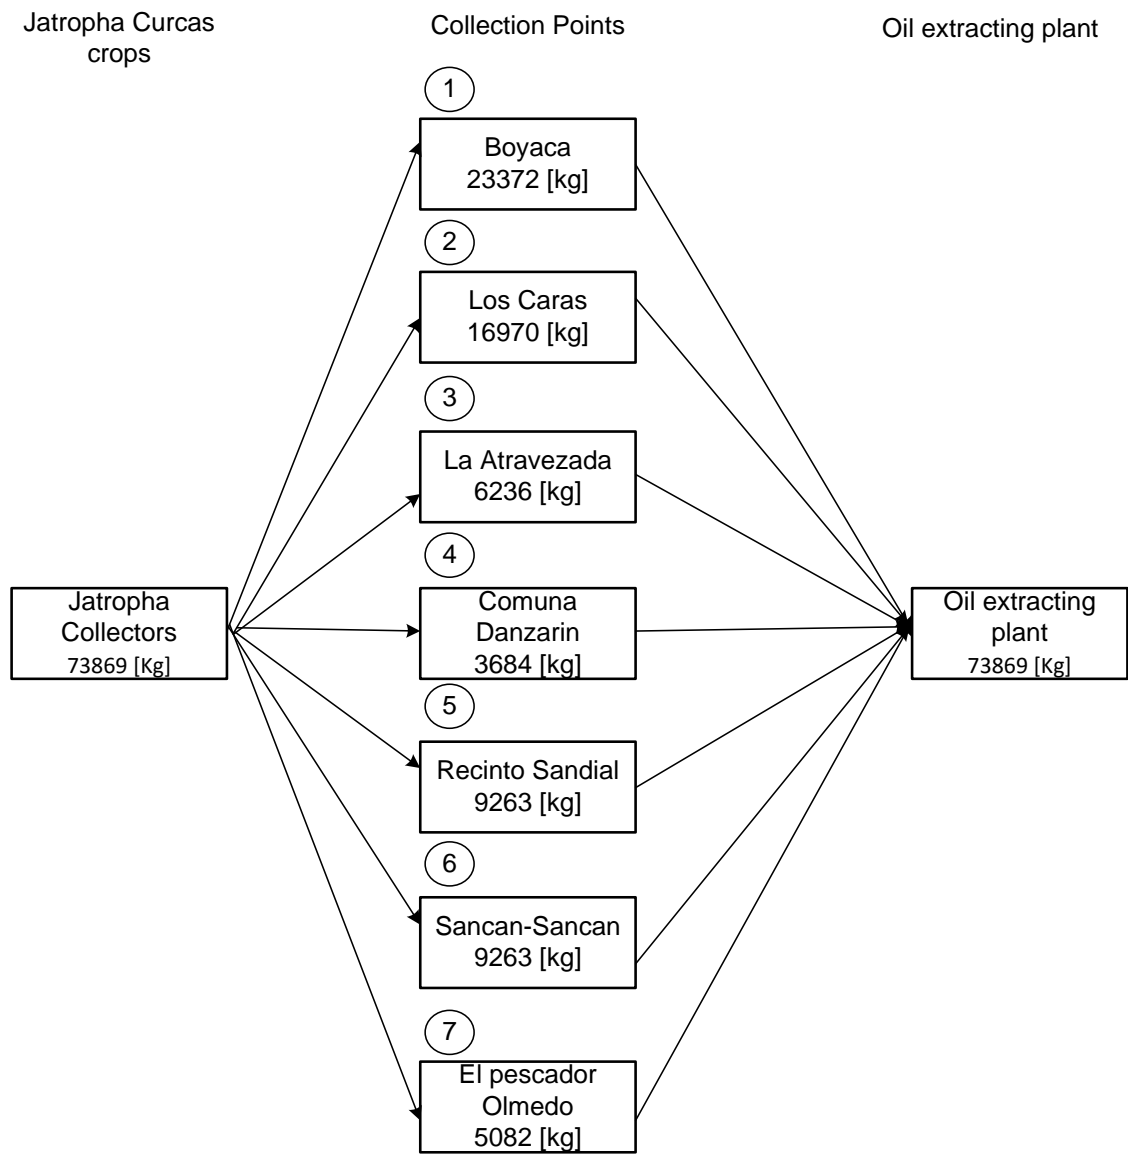 Jatropha Curcas
crops
Collection Points
Oil extracting plant
1
Boyaca
23372 [kg]
2
Los Caras
16970 [kg]
3
La Atravezada
6236 [kg]
4
Comuna
Danzarin
3684 [kg]
5
Recinto Sandial
9263 [kg]
6
Sancan-Sancan
9263 [kg]
7
El pescador
Olmedo
5082 [kg]
Jatropha
Collectors
73869 [Kg]
Oil extracting
plant
73869 [Kg]